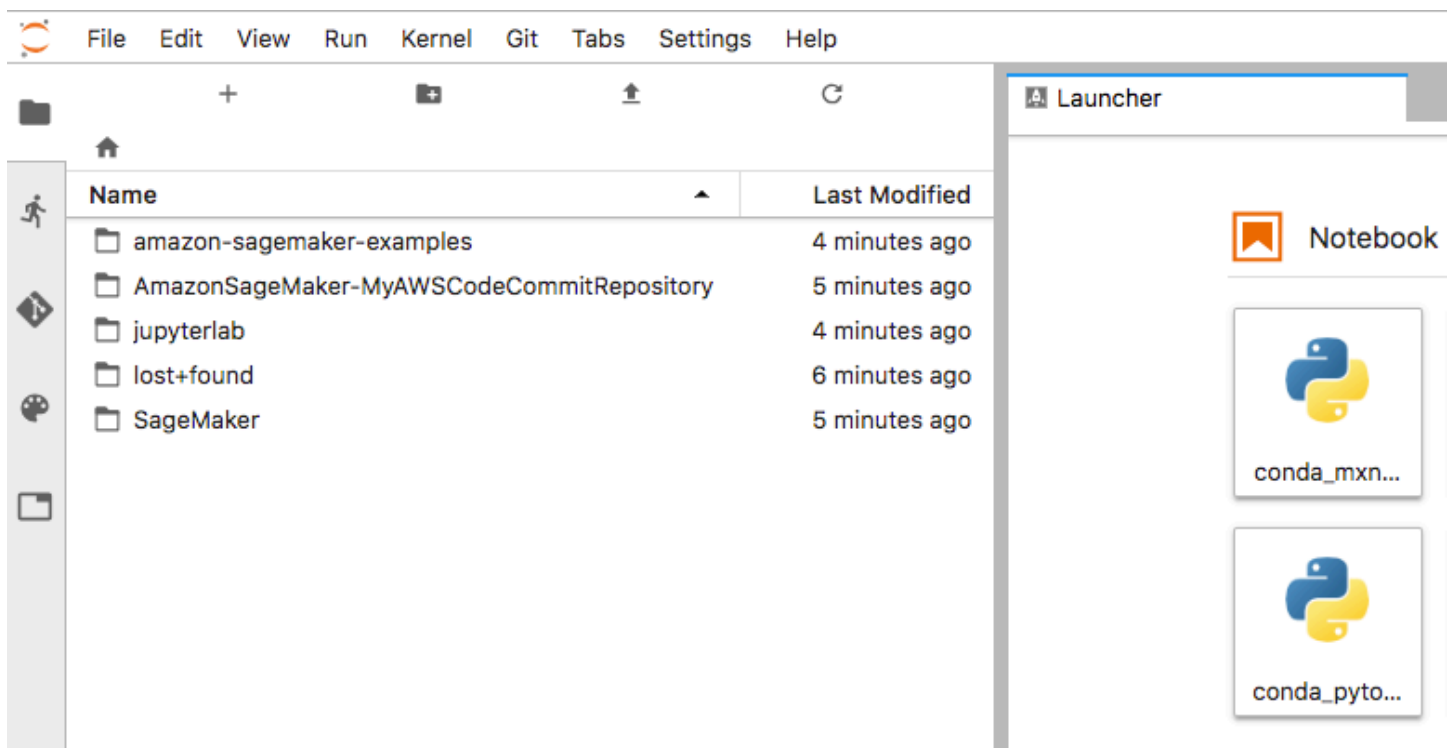 File Edit View Run Kernel Git Tabs Settings Help
Launcher
Name Last Modified
amazon-sagemaker-examples 4 minutes ago
AmazonSageMaker-MyAWSCodeCommitRepository 5 minutes ago
jupyterlab 4 minutes ago
lost+found 6 minutes ago
SageMaker 5 minutes ago
Notebook
conda_mxn...
conda_pyto...